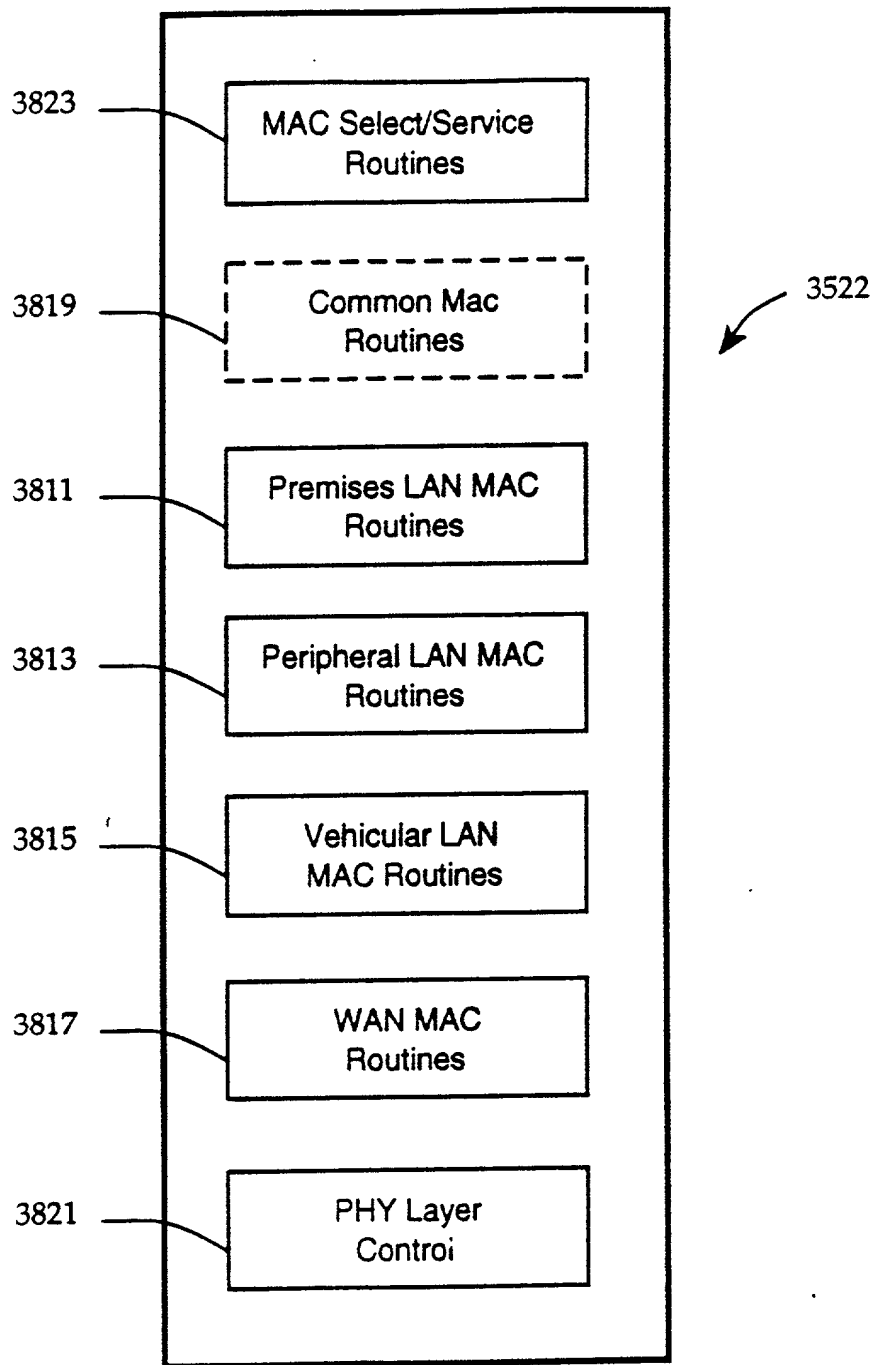 3823
MAC Select/Service
Routines
3819
Common Mac
Routines
3522
3811
Premises LAN MAC
Routines
3813
Peripheral LAN MAC
Routines
3815
Vehicular LAN
MAC Routines
3817
WAN MAC
Routines
3821
PHY Layer
Control